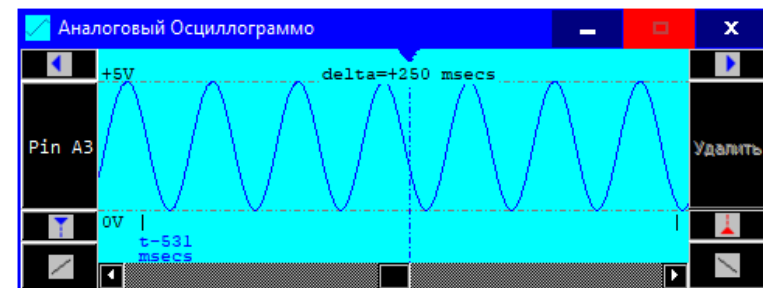 Аналоговый Осциллограммо
+5V
delta=+250 msecs
Pin A3
Удалить
0V
t-531
msecs